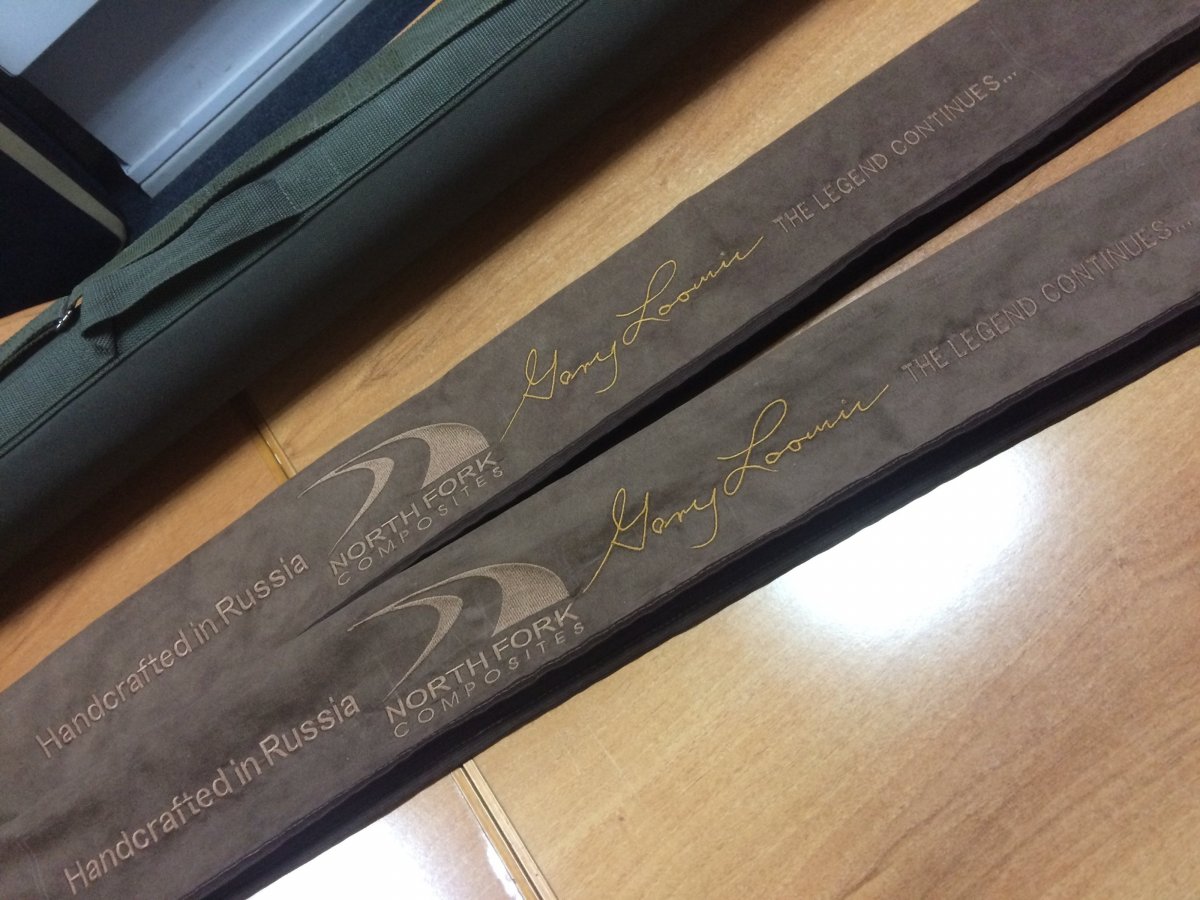 Handcrafted in Russia
NORTH FORK
COMPOSITES
Gary Loomis
THE LEGEND CONTINUES...
Handcrafted in Russia
NORTH FORK
COMPOSITES
Gary Loomis
THE LEGEND CONTINUES...